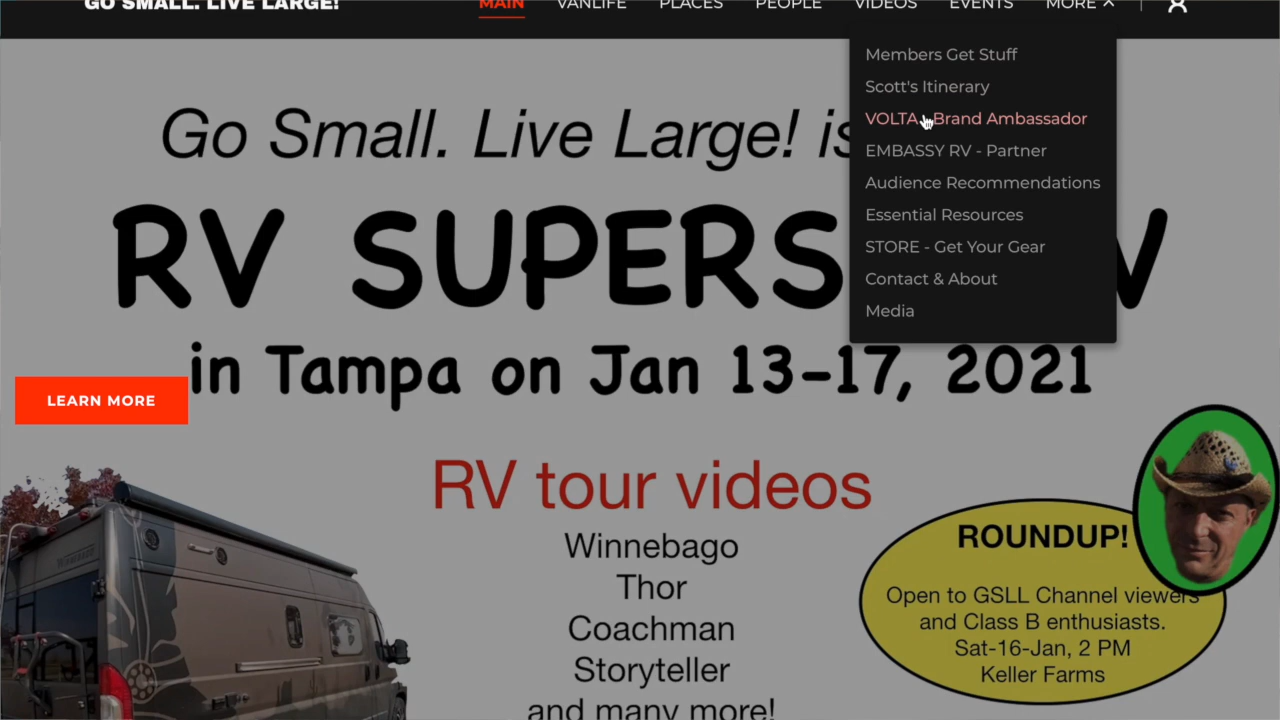 GO SMALL. LIVE LARGE!
MAIN
VANLIFE
PLACES
PEOPLE
VIDEOS
EVENTS
MORE
Members Get Stuff
Scott's Itinerary
VOLTA Brand Ambassador
EMBASSY RV - Partner
Audience Recommendations
Essential Resources
STORE - Get Your Gear
Contact & About
Media
Go Small. Live Large! is
RV
in Tampa on Jan 13-17, 2021
LEARN MORE
RV tour videos
Winnebago
Thor
Coachman
Storyteller
and many more!
ROUNDUP!
Open to GSLL Channel viewers
and Class B enthusiasts.
Sat-16-Jan, 2 PM
Keller Farms